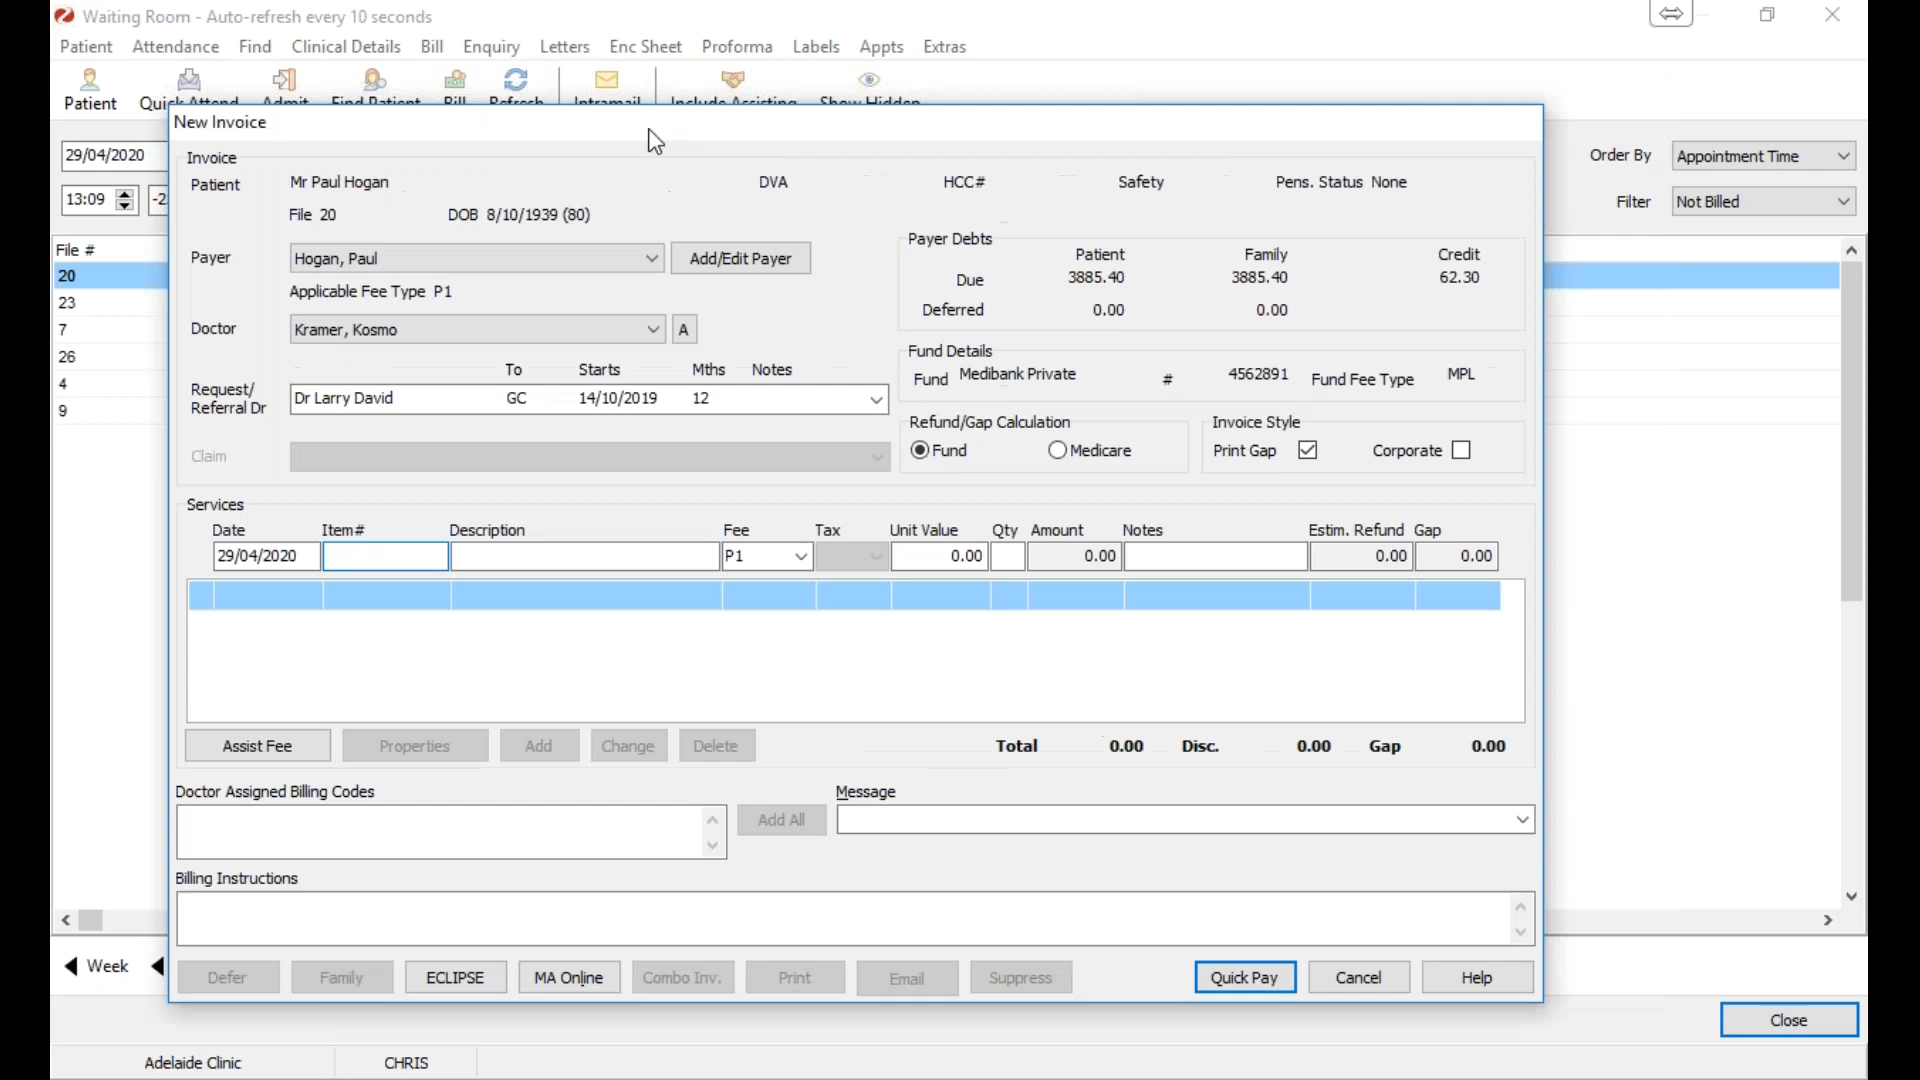 Waiting Room - Auto-refresh every 10 seconds
Patient Attendance Find Clinical Details Bill Enquiry Letters Enc Sheet Proforma Labels Appts Extras
Patient Quick Attend Admit Find Patient Bill Refresh Intramail Include Assisting Show Hidden
New Invoice
29/04/2020
Order By Appointment Time
13:09 -2
Filter Not Billed
File #
20
23
7
26
4
9
Invoice
Patient Mr Paul Hogan DVA HCC# Safety Pens. Status None
File 20 DOB 8/10/1939 (80)
Payer Hogan, Paul Add/Edit Payer
Applicable Fee Type P1
Doctor Kramer, Kosmo A
To Starts Mths Notes
Request/
Referral Dr
Dr Larry David GC 14/10/2019 12
Claim
Payer Debts
Patient Family Credit
Due 3885.40 3885.40 62.30
Deferred 0.00 0.00
Fund Details
Fund Medibank Private # 4562891 Fund Fee Type MPL
Refund/Gap Calculation
Fund Medicare
Invoice Style
Print Gap Corporate
Services
Date Item# Description Fee Tax Unit Value Qty Amount Notes Estim. Refund Gap
29/04/2020 P1 0.00 0.00 0.00 0.00
Assist Fee Properties Add Change Delete Total 0.00 Disc. 0.00 Gap 0.00
Doctor Assigned Billing Codes
Add All
Message
Billing Instructions
Defer Family ECLIPSE MA Online Combo Inv. Print Email Suppress Quick Pay Cancel Help
Week
Close
Adelaide Clinic CHRIS